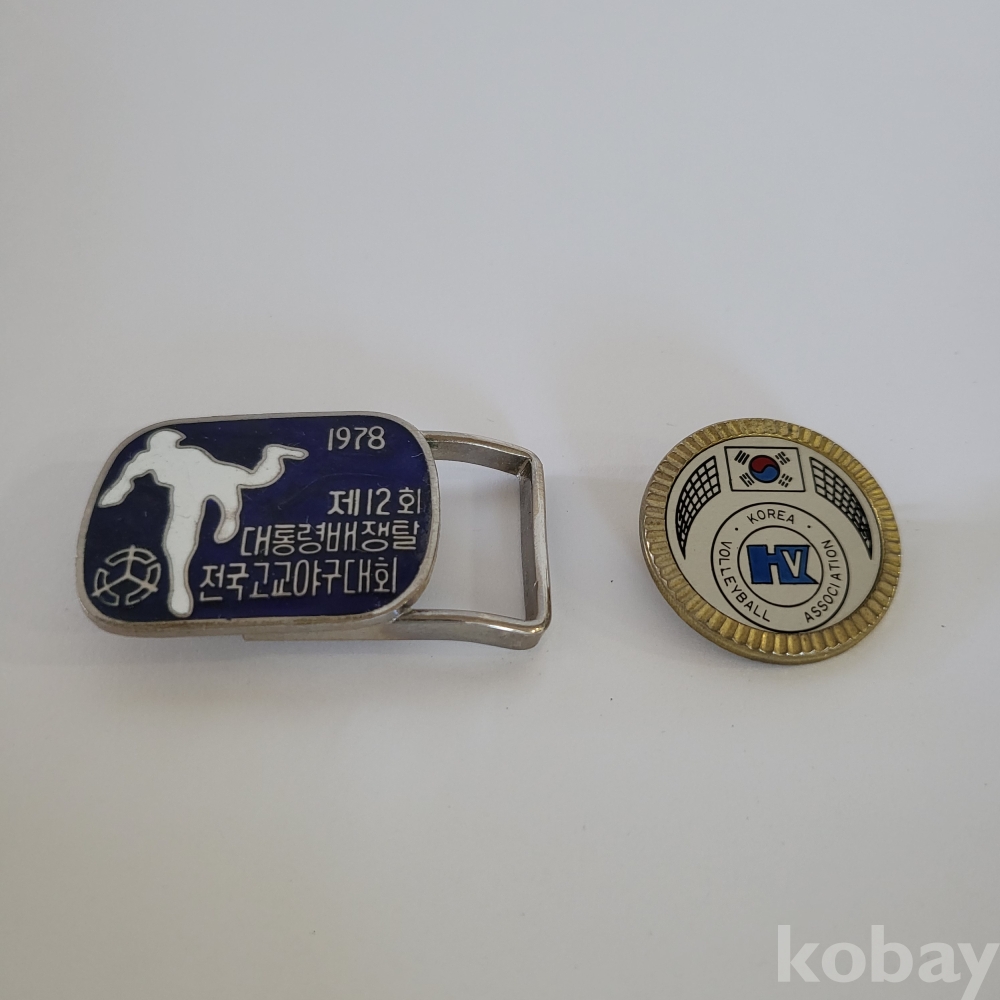 1978
제12회
대통령배쟁탈
전국고교야구대회
· KOREA ·
VOLLEYBALL ASSOCIATION
HV
kobay